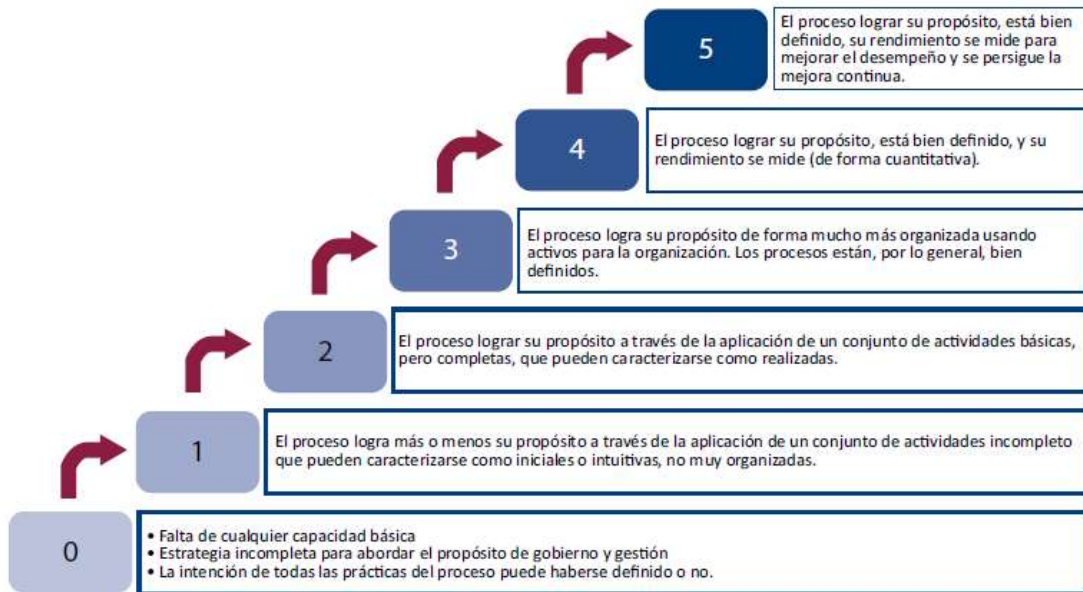 5
El proceso lograr su propósito, está bien
definido, su rendimiento se mide para
mejorar el desempeño y se persigue la
mejora continua.
4
El proceso lograr su propósito, está bien definido, y su
rendimiento se mide (de forma cuantitativa).
3
El proceso logra su propósito de forma mucho más organizada usando
activos para la organización. Los procesos están, por lo general, bien
definidos.
2
El proceso lograr su propósito a través de la aplicación de un conjunto de actividades básicas,
pero completas, que pueden caracterizarse como realizadas.
1
El proceso logra más o menos su propósito a través de la aplicación de un conjunto de actividades incompleto
que pueden caracterizarse como iniciales o intuitivas, no muy organizadas.
0
• Falta de cualquier capacidad básica
• Estrategia incompleta para abordar el propósito de gobierno y gestión
• La intención de todas las prácticas del proceso puede haberse definido o no.